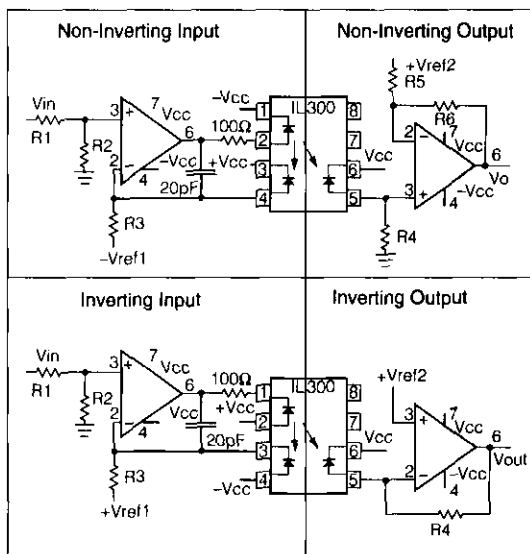 Non-Inverting Input
Non-Inverting Output
Vin
R1
R2
3
+
2
−
7
Vcc
6
−Vcc
4
20pF
100Ω
R3
−Vref1
−Vcc
+Vcc
IL300
1
2
3
4
8
7
6
5
Vcc
+Vref2
R5
R6
2
−
3
+
7
Vcc
−Vcc
4
6
Vo
R4
Inverting Input
Inverting Output
Vin
R1
R2
3
+
2
−
7
Vcc
6
Vcc
4
20pF
100Ω
R3
+Vref1
+Vcc
−Vcc
IL300
1
2
3
4
8
7
6
5
Vcc
+Vref2
3
+
2
−
7
Vcc
−Vcc
4
6
Vout
R4